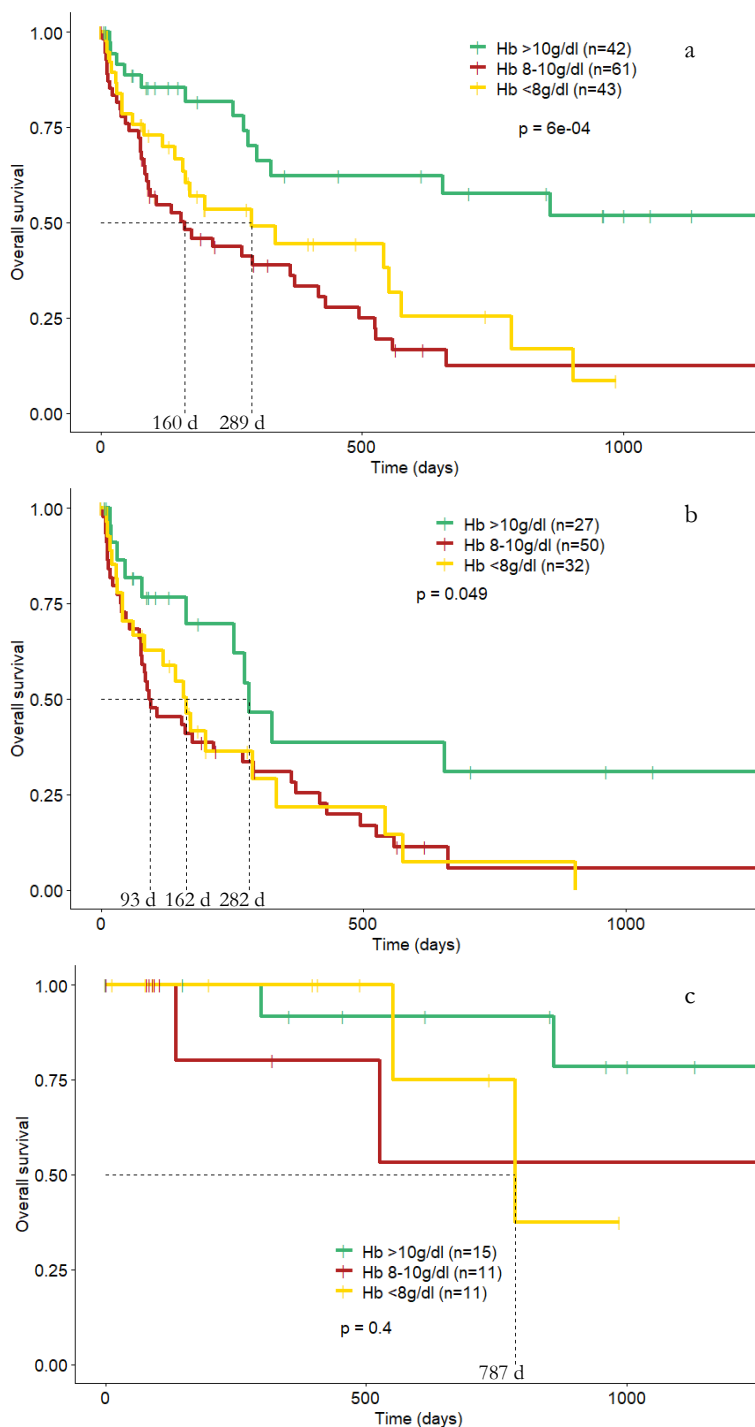 a
Hb >10g/dl (n=42)
Hb 8-10g/dl (n=61)
Hb <8g/dl (n=43)
p = 6e-04
Overall survival
1.00
0.75
0.50
0.25
0.00
160 d
289 d
0
500
1000
Time (days)
b
Hb >10g/dl (n=27)
Hb 8-10g/dl (n=50)
Hb <8g/dl (n=32)
p = 0.049
Overall survival
1.00
0.75
0.50
0.25
0.00
93 d
162 d
282 d
0
500
1000
Time (days)
c
Overall survival
1.00
0.75
0.50
0.25
0.00
Hb >10g/dl (n=15)
Hb 8-10g/dl (n=11)
Hb <8g/dl (n=11)
p = 0.4
787 d
0
500
1000
Time (days)